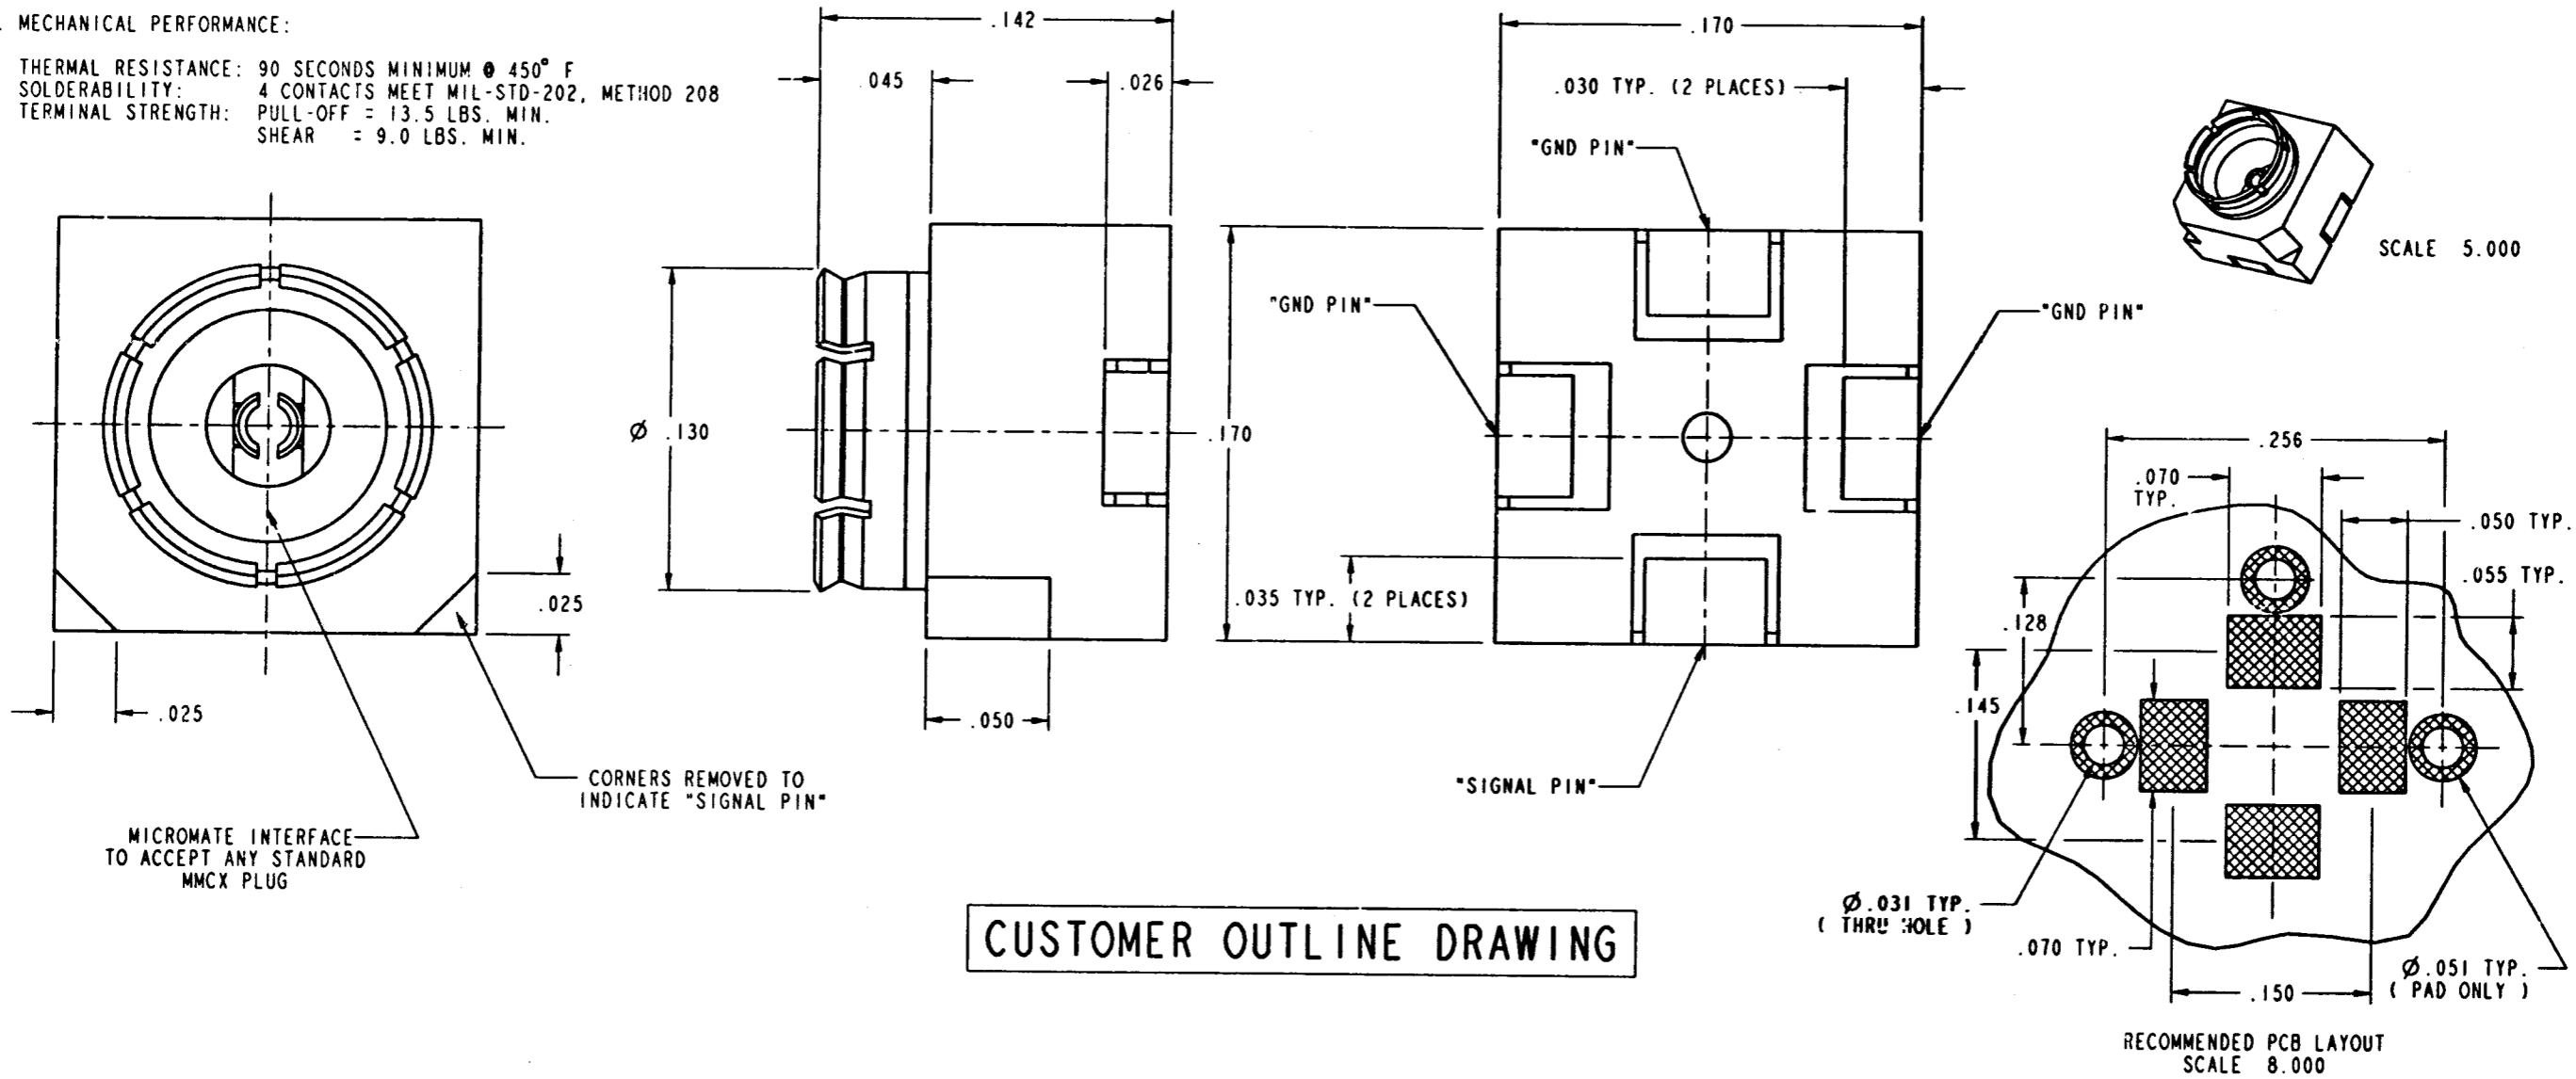 MECHANICAL PERFORMANCE:
THERMAL RESISTANCE: 90 SECONDS MINIMUM @ 450° F
SOLDERABILITY: 4 CONTACTS MEET MIL-STD-202, METHOD 208
TERMINAL STRENGTH: PULL-OFF = 13.5 LBS. MIN.
SHEAR = 9.0 LBS. MIN.
.142
.045
.026
.170
.030 TYP. (2 PLACES)
"GND PIN"
"GND PIN"
"GND PIN"
SCALE 5.000
Ø .130
.170
.035 TYP. (2 PLACES)
.025
.025
.050
CORNERS REMOVED TO
INDICATE "SIGNAL PIN"
MICROMATE INTERFACE
TO ACCEPT ANY STANDARD
MMCX PLUG
"SIGNAL PIN"
.256
.070
TYP.
.050 TYP.
.055 TYP.
.128
.145
Ø.031 TYP.
( THRU HOLE )
.070 TYP.
.150
Ø.051 TYP.
( PAD ONLY )
RECOMMENDED PCB LAYOUT
SCALE 8.000
CUSTOMER OUTLINE DRAWING